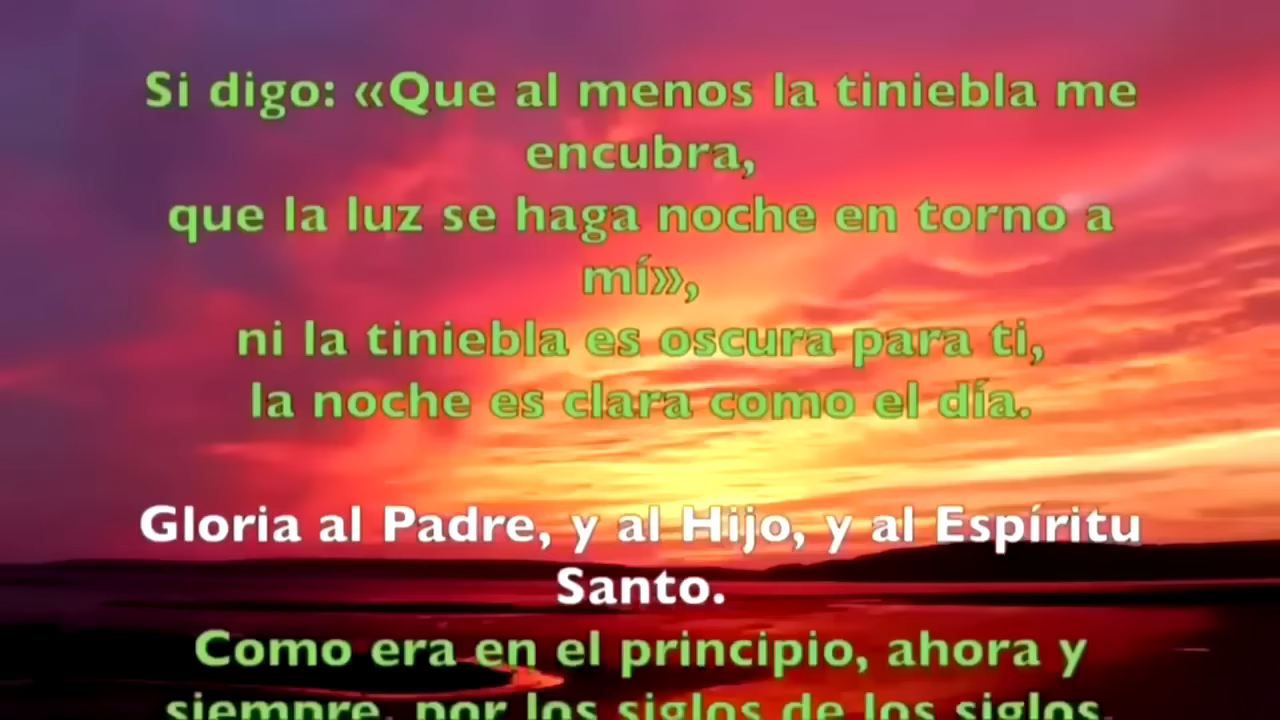 Si digo: «Que al menos la tiniebla me
encubra,
que la luz se haga noche en torno a
mí»,
ni la tiniebla es oscura para ti,
la noche es clara como el día.
Gloria al Padre, y al Hijo, y al Espíritu
Santo.
Como era en el principio, ahora y
siempre, por los siglos de los siglos.